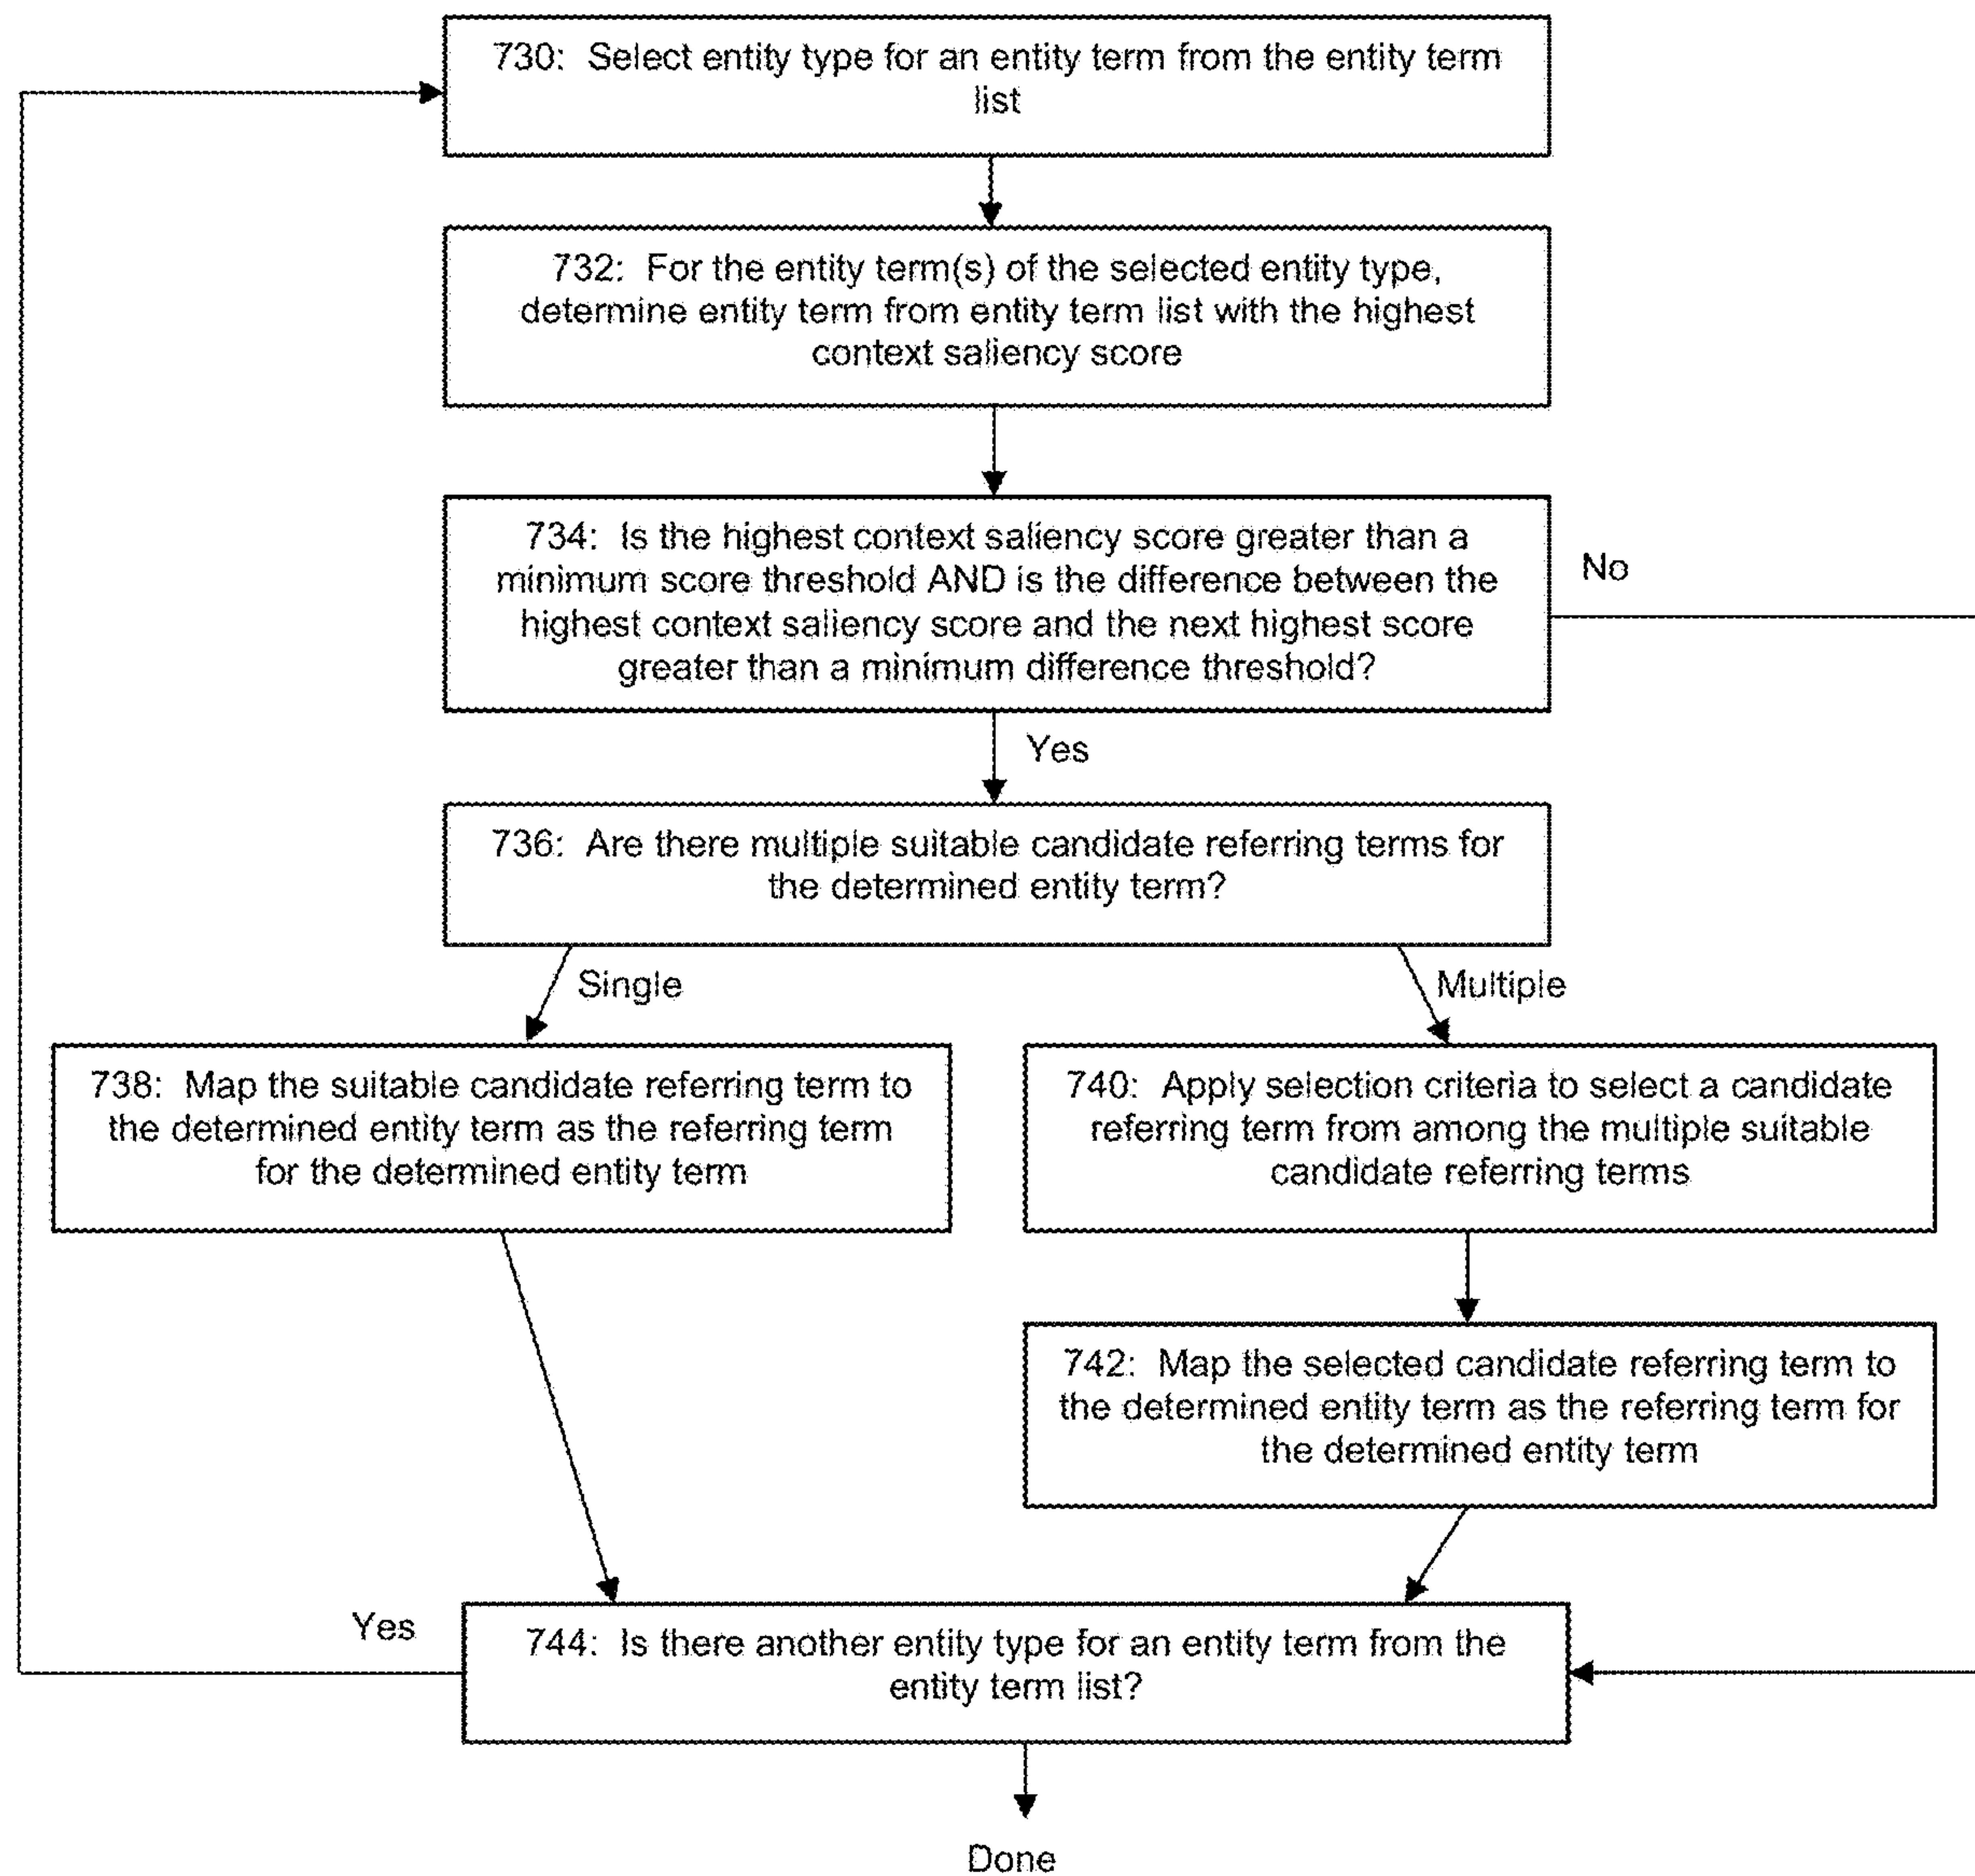 730: Select entity type for an entity term from the entity term
list
732: For the entity term(s) of the selected entity type,
determine entity term from entity term list with the highest
context saliency score
734: Is the highest context saliency score greater than a
minimum score threshold AND is the difference between the
highest context saliency score and the next highest score
greater than a minimum difference threshold?
No
Yes
736: Are there multiple suitable candidate referring terms for
the determined entity term?
Single
Multiple
738: Map the suitable candidate referring term to
the determined entity term as the referring term
for the determined entity term
740: Apply selection criteria to select a candidate
referring term from among the multiple suitable
candidate referring terms
742: Map the selected candidate referring term to
the determined entity term as the referring term for
the determined entity term
Yes
744: Is there another entity type for an entity term from the
entity term list?
Done